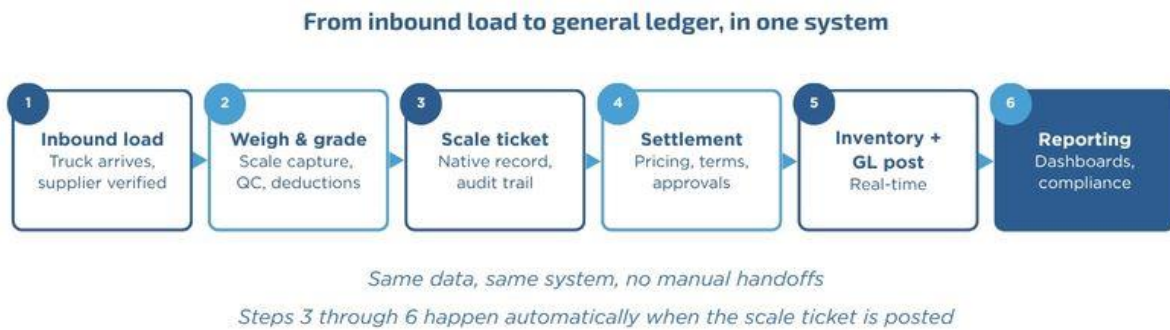 From inbound load to general ledger, in one system
1
Inbound load
Truck arrives,
supplier verified
2
Weigh & grade
Scale capture,
QC, deductions
3
Scale ticket
Native record,
audit trail
4
Settlement
Pricing, terms,
approvals
5
Inventory +
GL post
Real-time
6
Reporting
Dashboards,
compliance
Same data, same system, no manual handoffs
Steps 3 through 6 happen automatically when the scale ticket is posted